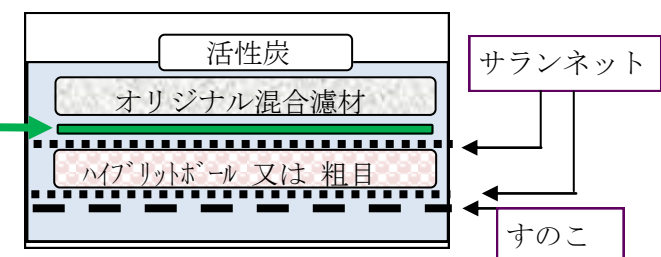 活性炭
サランネット
オリジナル混合濾材
ハイブリットボール 又は 粗目
すのこ